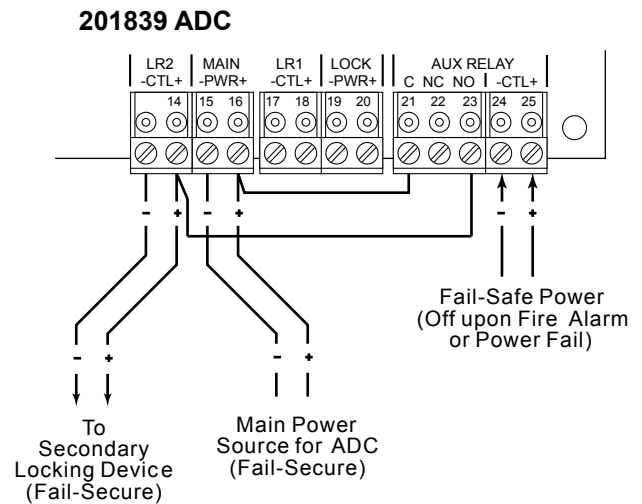 201839 ADC
LR2 MAIN LR1 LOCK AUX RELAY
-CTL+ -PWR+ -CTL+ -PWR+ C NC NO -CTL+
14 15 16 17 18 19 20 21 22 23 24 25
- + - + - +
- + - +
Fail-Safe Power
(Off upon Fire Alarm
or Power Fail)
To
Secondary
Locking Device
(Fail-Secure)
Main Power
Source for ADC
(Fail-Secure)